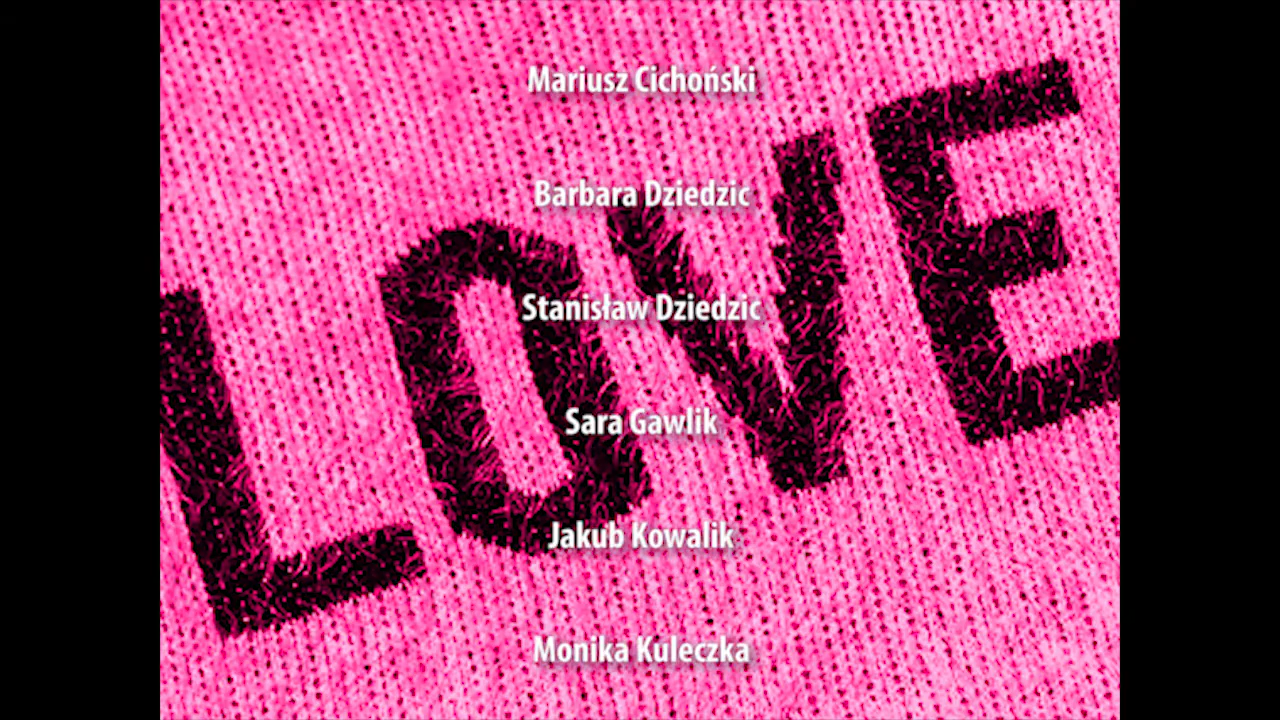 Mariusz Cichoński
Barbara Dziedzic
Stanisław Dziedzic
Sara Gawlik
Jakub Kowalik
Monika Kuleczka
LOVE